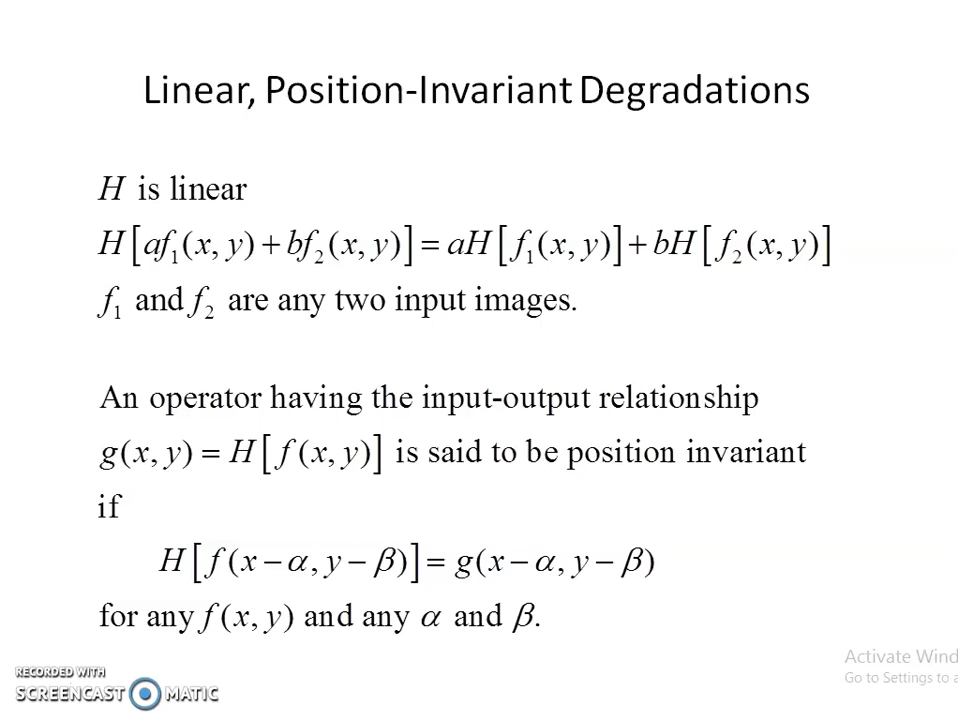 Linear, Position-Invariant Degradations
H is linear
H[af₁(x, y) + bf₂(x, y)] = aH[f₁(x, y)] + bH[f₂(x, y)]
f₁ and f₂ are any two input images.
An operator having the input-output relationship
g(x, y) = H[f(x, y)] is said to be position invariant
if
H[f(x − α, y − β)] = g(x − α, y − β)
for any f(x, y) and any α and β.
Activate Wind
Go to Settings to a
RECORDED WITH
SCREENCAST MATIC